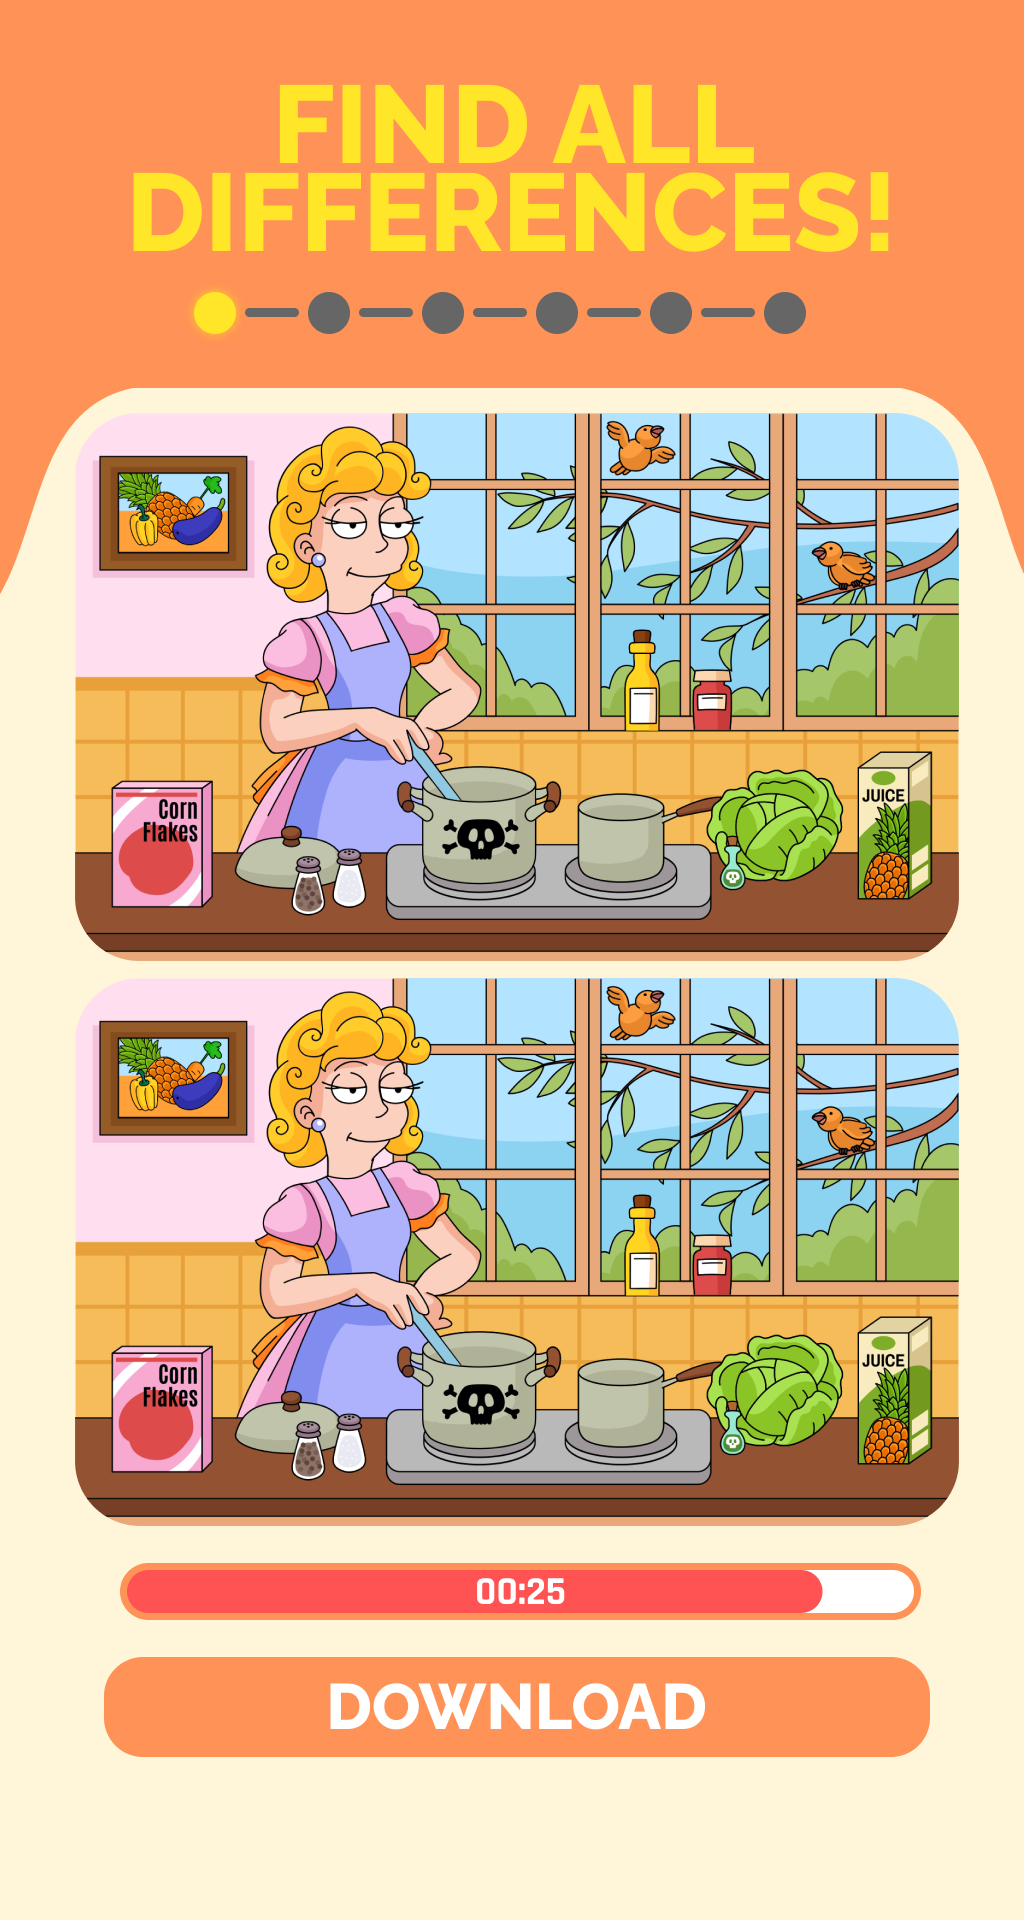 FIND ALL
DIFFERENCES!
Corn
Flakes
JUICE
Corn
Flakes
JUICE
00:25
DOWNLOAD